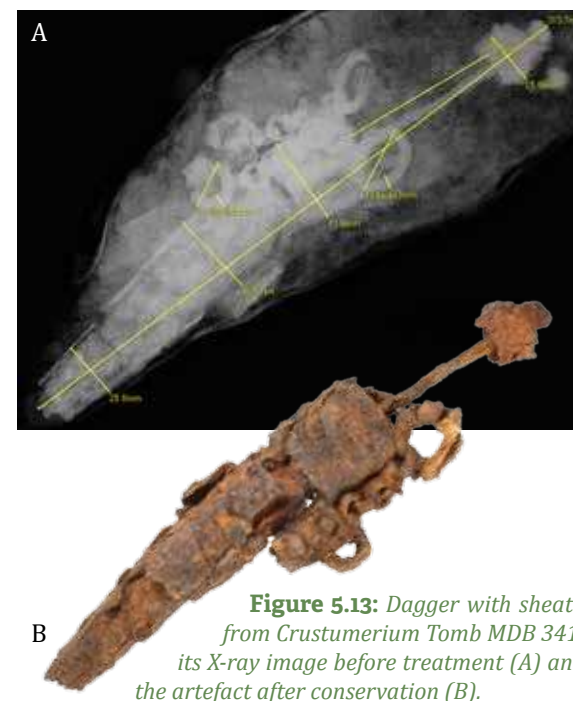 A
B
Figure 5.13: Dagger with sheat
from Crustumerium Tomb MDB 341
its X-ray image before treatment (A) an
the artefact after conservation (B).